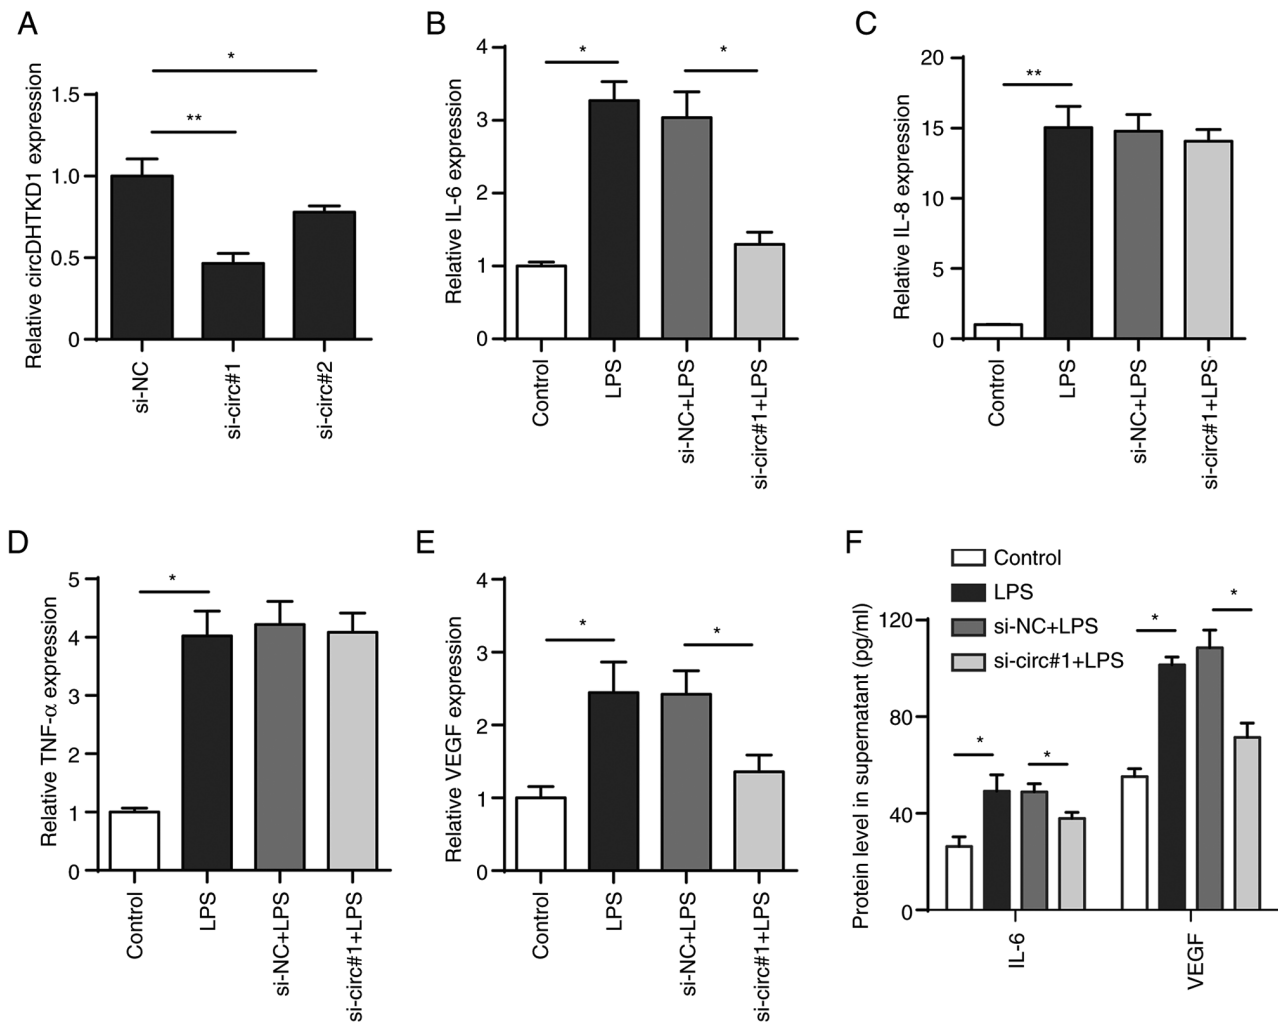 A
Relative circDHTKD1 expression
1.5
1.0
0.5
0
*
**
si-NC
si-circ#1
si-circ#2
B
Relative IL-6 expression
4
3
2
1
0
*
*
Control
LPS
si-NC+LPS
si-circ#1+LPS
C
Relative IL-8 expression
20
15
10
5
0
**
Control
LPS
si-NC+LPS
si-circ#1+LPS
D
Relative TNF-α expression
5
4
3
2
1
0
*
Control
LPS
si-NC+LPS
si-circ#1+LPS
E
Relative VEGF expression
4
3
2
1
0
*
*
Control
LPS
si-NC+LPS
si-circ#1+LPS
F
Control
LPS
si-NC+LPS
si-circ#1+LPS
Protein level in supernatant (pg/ml)
120
80
40
0
*
*
*
*
IL-6
VEGF